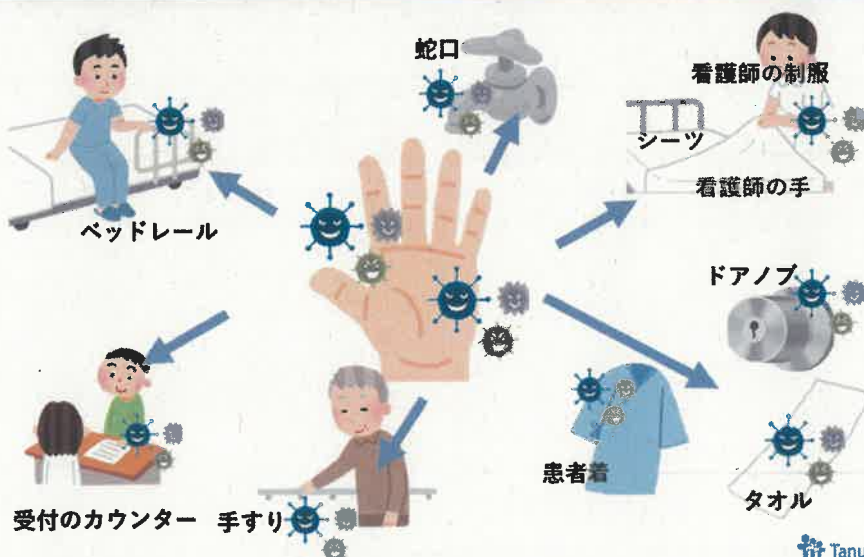 蛇口
看護師の制服
シーツ
看護師の手
ベッドレール
ドアノブ
患者着
タオル
受付のカウンター
手すり
Tanu